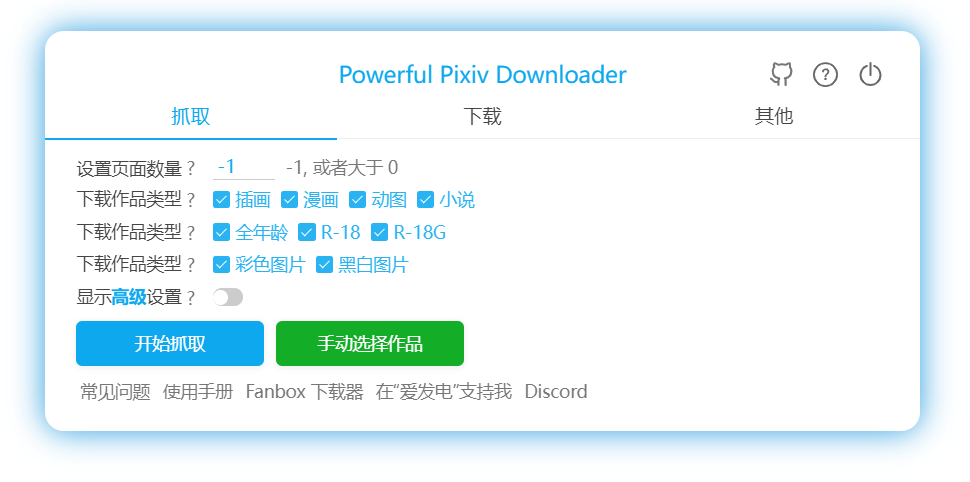 Powerful Pixiv Downloader
抓取 下载 其他
设置页面数量? -1 -1, 或者大于 0
下载作品类型? 插画 漫画 动图 小说
下载作品类型? 全年龄 R-18 R-18G
下载作品类型? 彩色图片 黑白图片
显示高级设置?
开始抓取 手动选择作品
常见问题 使用手册 Fanbox 下载器 在“爱发电”支持我 Discord